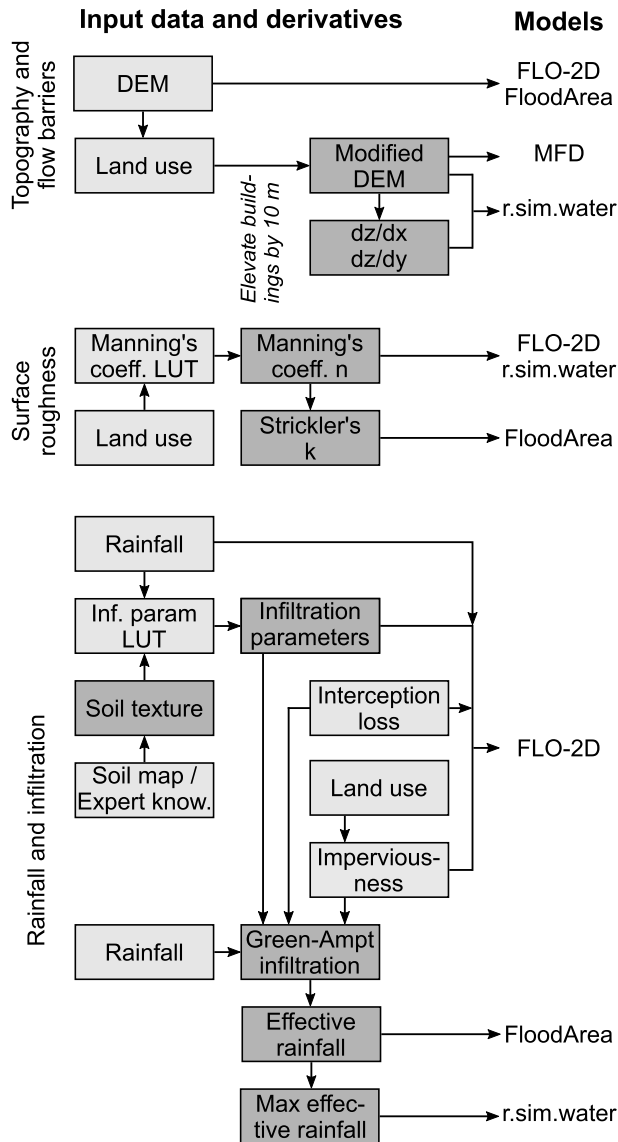 Input data and derivatives
Models
Topography and
flow barriers
DEM
FLO-2D
FloodArea
Land use
Modified
DEM
MFD
r.sim.water
dz/dx
dz/dy
Elevate build-
ings by 10 m
Surface
roughness
Manning's
coeff. LUT
Manning's
coeff. n
FLO-2D
r.sim.water
Land use
Strickler's
k
FloodArea
Rainfall and infiltration
Rainfall
Inf. param
LUT
Infiltration
parameters
Soil texture
Interception
loss
FLO-2D
Soil map /
Expert know.
Land use
Impervious-
ness
Rainfall
Green-Ampt
infiltration
Effective
rainfall
FloodArea
Max effec-
tive rainfall
r.sim.water